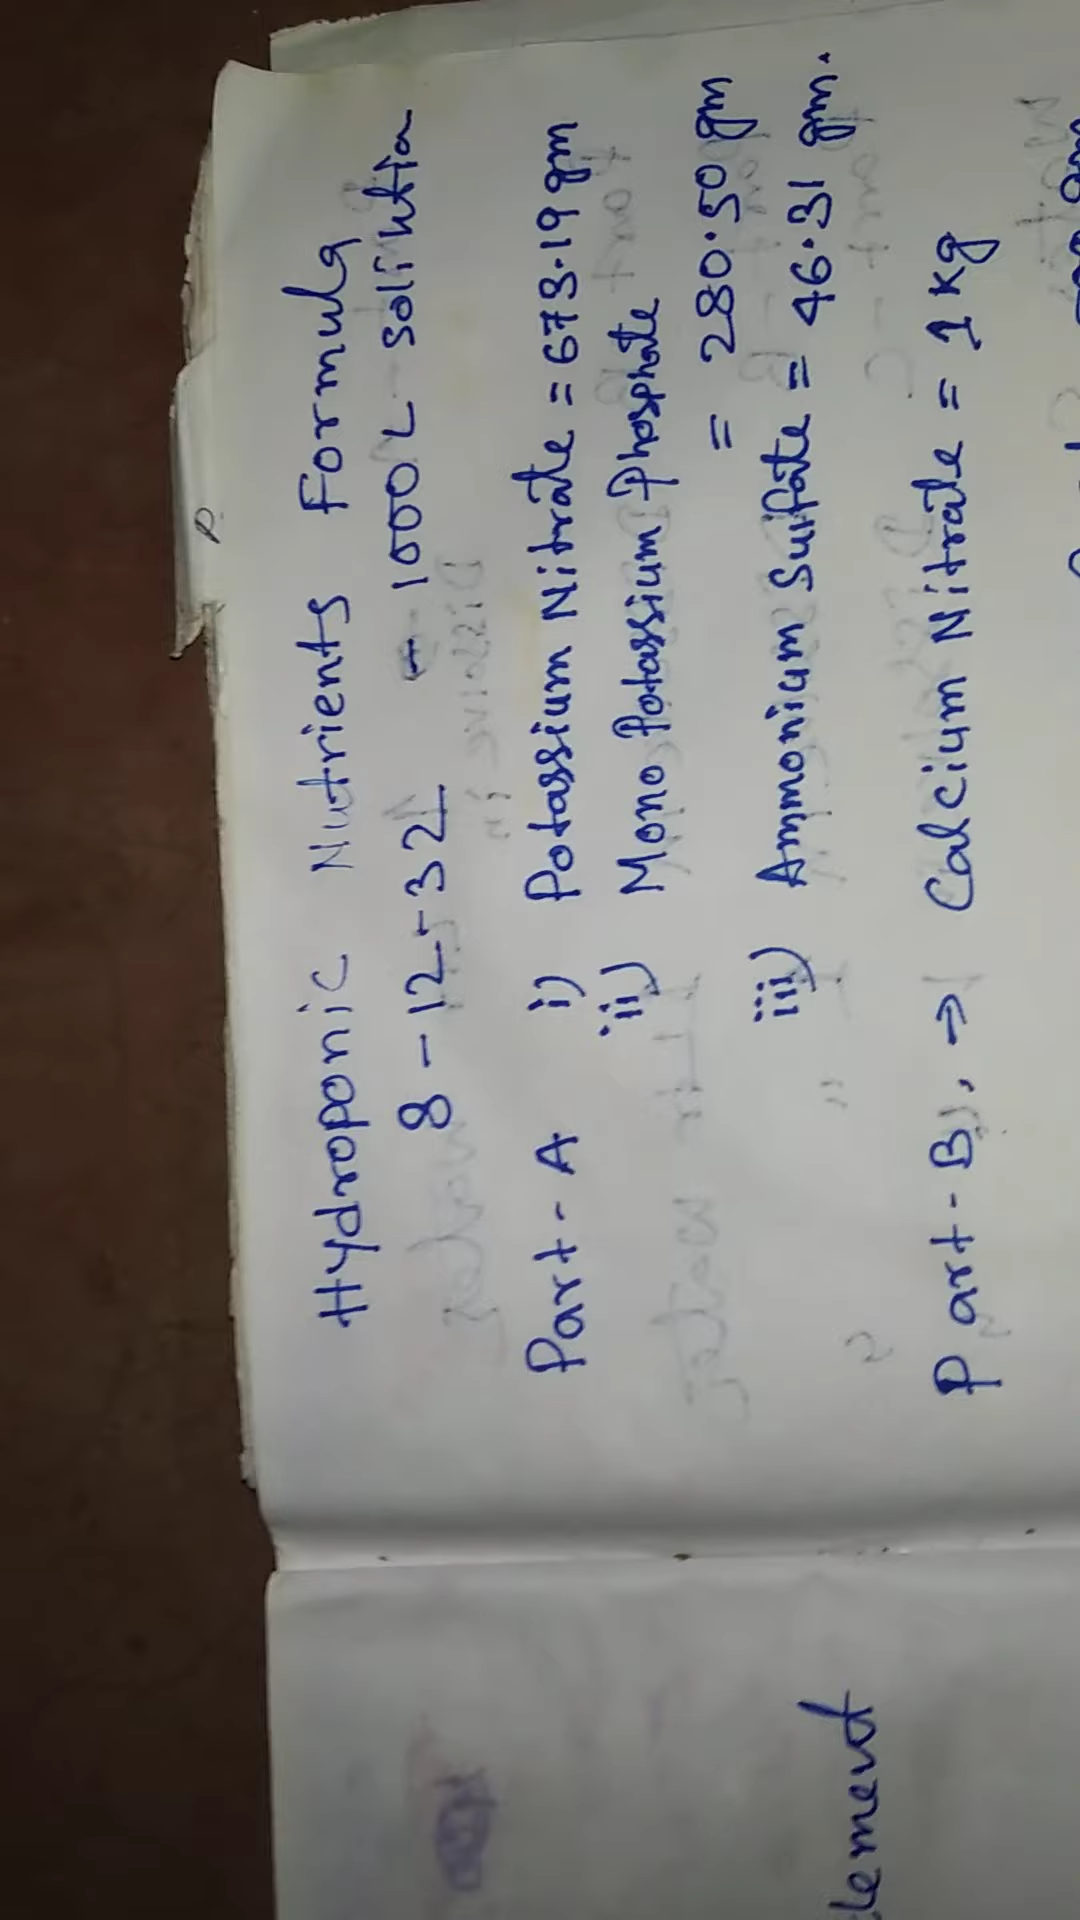 Hydroponic Nutrients Formula
8-12-32 - 1000 L solution
Part-A i) Potassium Nitrate = 673.19 gm
ii) Mono Potassium Phosphate
= 280.50 gm
iii) Ammonium Sulfate = 46.31 gm.
Part-B, → Calcium Nitrate = 1 kg